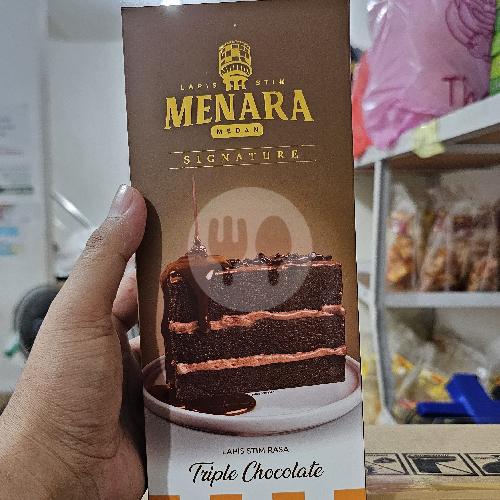 LAPIS STIM
MENARA
MEDAN
SIGNATURE
LAPIS STIM RASA
Triple Chocolate